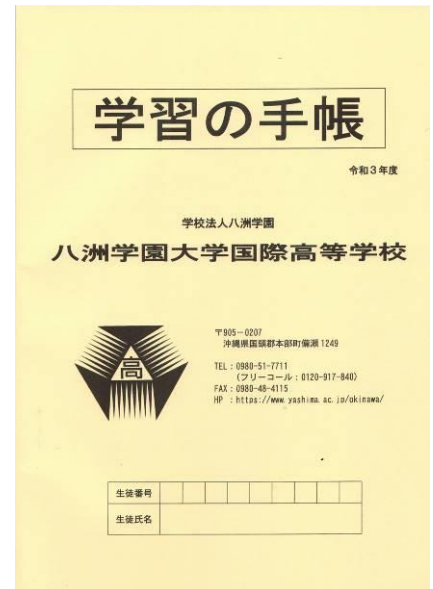 学習の手帳
令和3年度
学校法人八洲学園
八洲学園大学国際高等学校
高
〒905-0207
沖縄県国頭郡本部町備瀬1249
TEL:0980-51-7711
(フリーコール:0120-917-840)
FAX:0980-48-4115
HP :https://www.yashima.ac.jp/okinawa/
生徒番号
生徒氏名